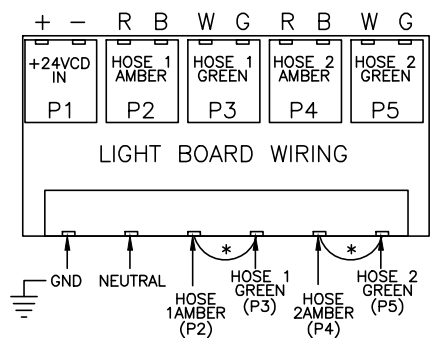 + − R B W G R B W G
+24VCD HOSE 1 HOSE 1 HOSE 2 HOSE 2
IN AMBER GREEN AMBER GREEN
P1 P2 P3 P4 P5
LIGHT BOARD WIRING
* *
GND NEUTRAL HOSE 1 HOSE 2
HOSE GREEN HOSE GREEN
1AMBER (P3) 2AMBER (P5)
(P2) (P4)